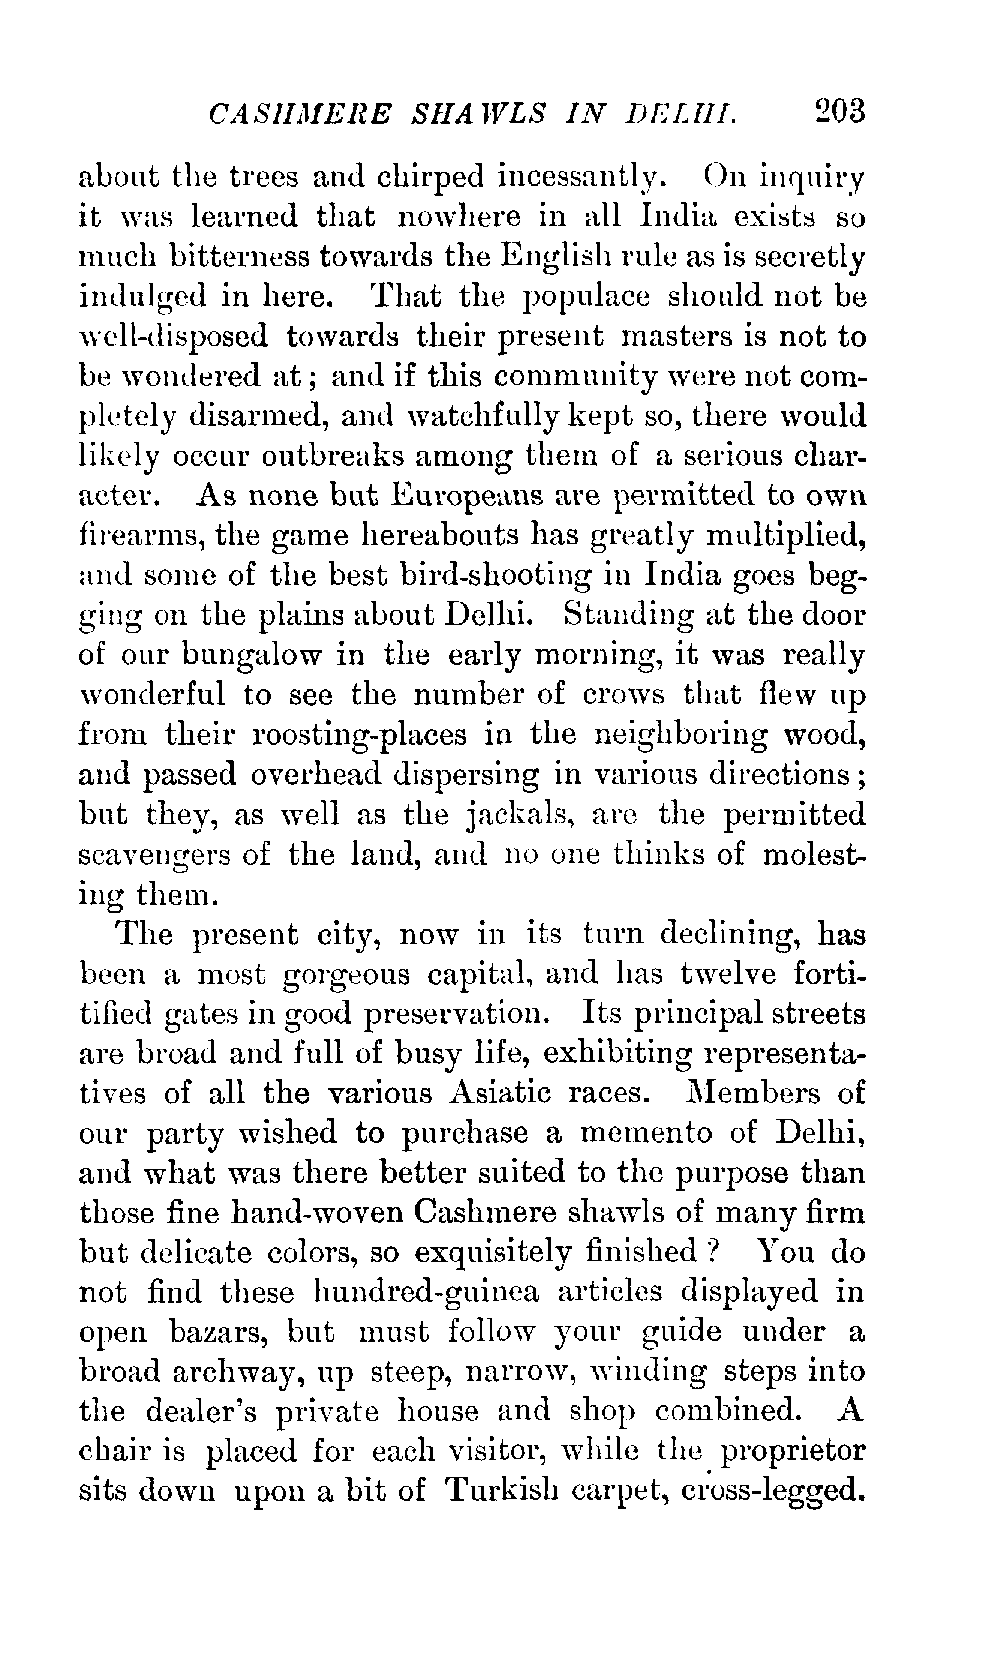 CASHMERE SHAWLS IN DELHI. 203
about the trees and chirped incessantly. On inquiry
it was learned that nowhere in all India exists so
much bitterness towards the English rule as is secretly
indulged in here. That the populace should not be
well-disposed towards their present masters is not to
be wondered at; and if this community were not com-
pletely disarmed, and watchfully kept so, there would
likely occur outbreaks among them of a serious char-
acter. As none but Europeans are permitted to own
firearms, the game hereabouts has greatly multiplied,
and some of the best bird-shooting in India goes beg-
ging on the plains about Delhi. Standing at the door
of our bungalow in the early morning, it was really
wonderful to see the number of crows that flew up
from their roosting-places in the neighboring wood,
and passed overhead dispersing in various directions;
but they, as well as the jackals, are the permitted
scavengers of the land, and no one thinks of molest-
ing them.
The present city, now in its turn declining, has
been a most gorgeous capital, and has twelve forti-
tified gates in good preservation. Its principal streets
are broad and full of busy life, exhibiting representa-
tives of all the various Asiatic races. Members of
our party wished to purchase a memento of Delhi,
and what was there better suited to the purpose than
those fine hand-woven Cashmere shawls of many firm
but delicate colors, so exquisitely finished? You do
not find these hundred-guinea articles displayed in
open bazars, but must follow your guide under a
broad archway, up steep, narrow, winding steps into
the dealer's private house and shop combined. A
chair is placed for each visitor, while the proprietor
sits down upon a bit of Turkish carpet, cross-legged.